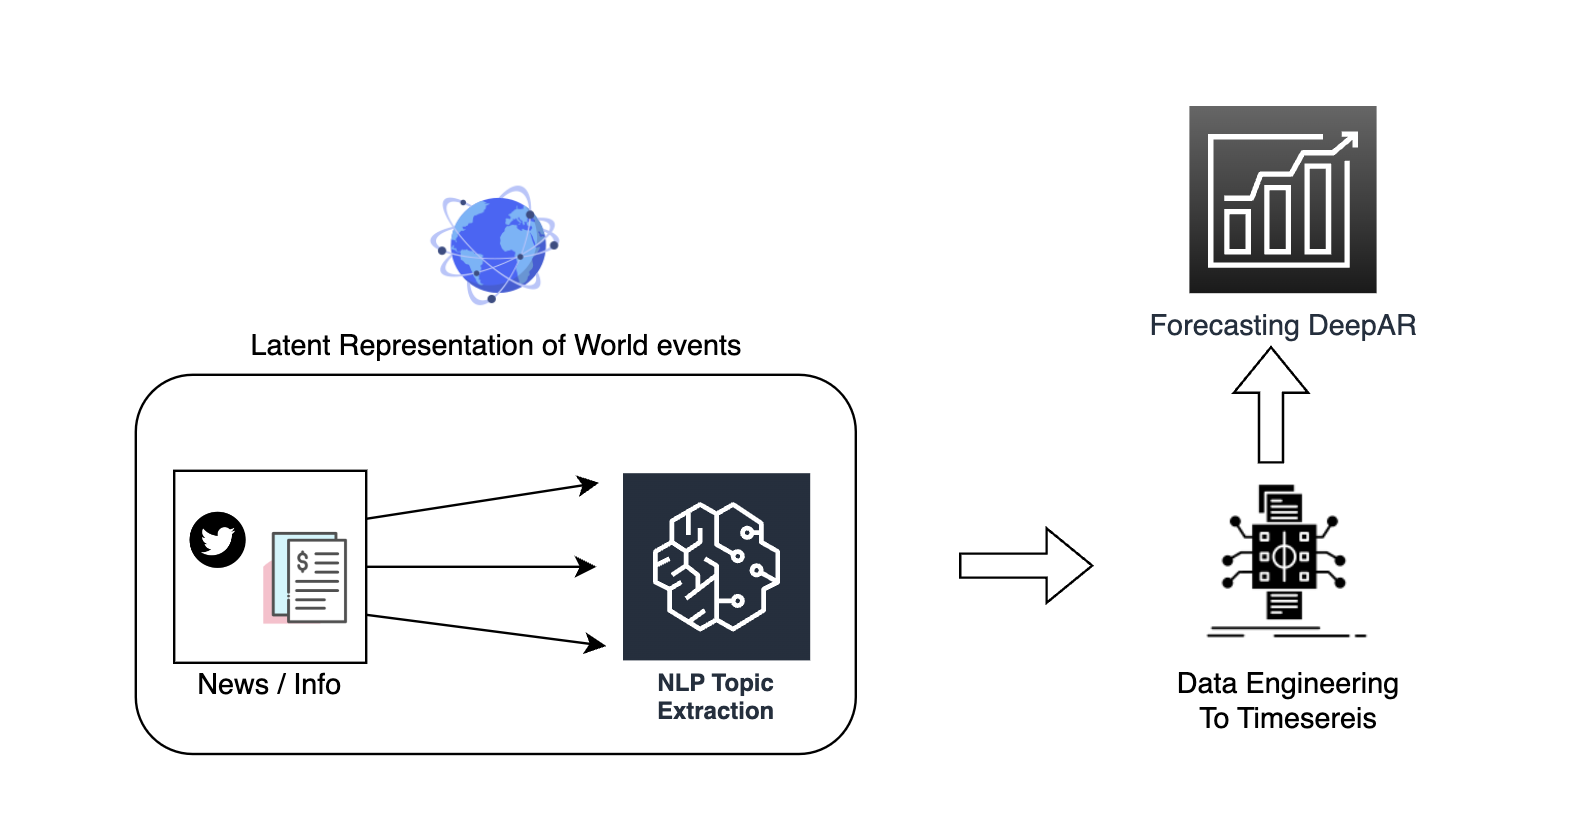 Latent Representation of World events
News / Info
NLP Topic
Extraction
Forecasting DeepAR
Data Engineering
To Timesereis
$